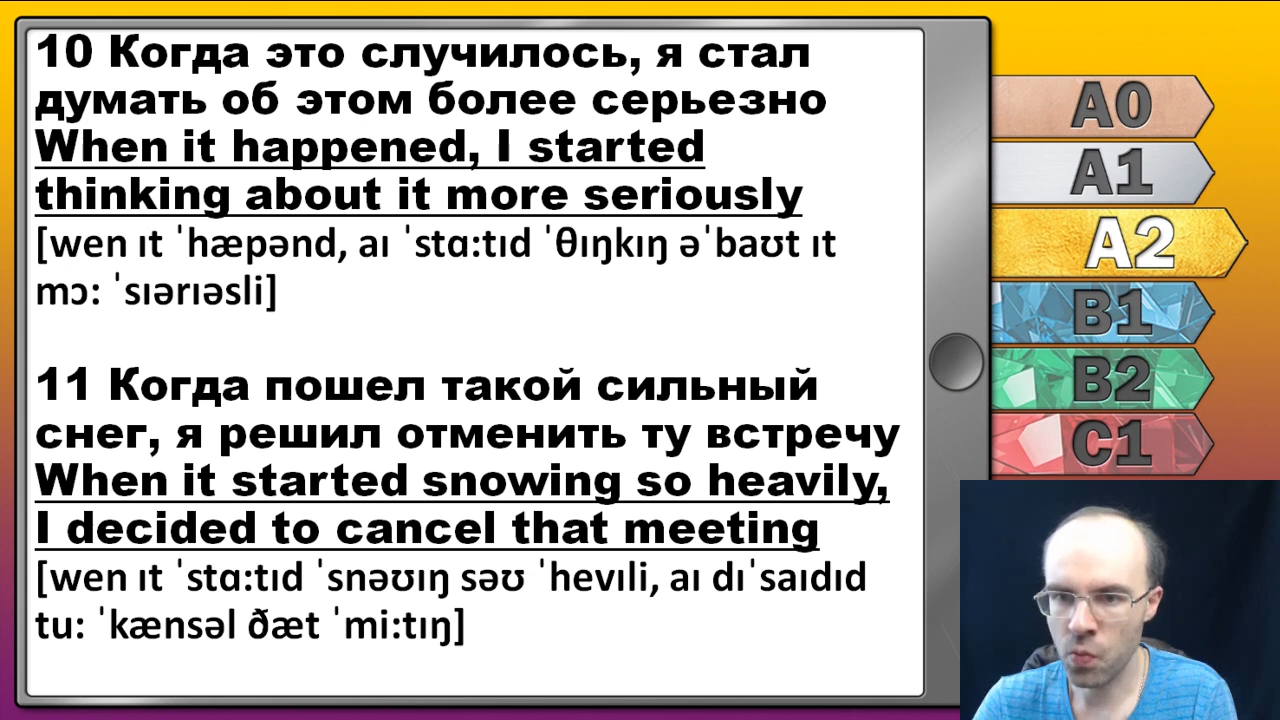 10 Когда это случилось, я стал
думать об этом более серьезно
When it happened, I started
thinking about it more seriously
[wen ɪt ˈhæpənd, aɪ ˈstɑːtɪd ˈθɪŋkɪŋ əˈbaʊt ɪt
mɔː ˈsɪərɪəsli]
11 Когда пошел такой сильный
снег, я решил отменить ту встречу
When it started snowing so heavily,
I decided to cancel that meeting
[wen ɪt ˈstɑːtɪd ˈsnəʊɪŋ səʊ ˈhevɪli, aɪ dɪˈsaɪdɪd
tuː ˈkænsəl ðæt ˈmiːtɪŋ]
A0
A1
A2
B1
B2
C1